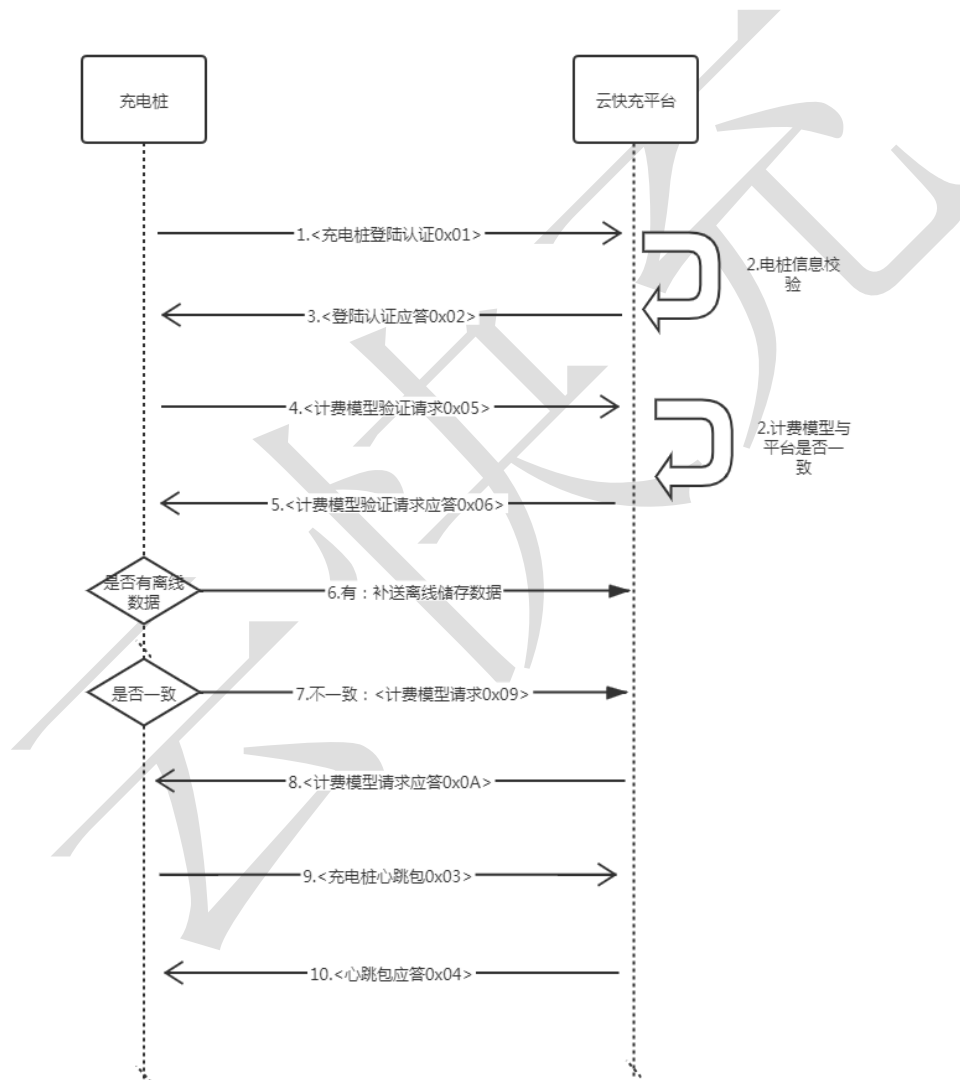 充电桩
云快充平台
1.<充电桩登陆认证0x01>
2.电桩信息校
验
3.<登陆认证应答0x02>
4.<计费模型验证请求0x05>
2.计费模型与
平台是否一
致
5.<计费模型验证请求应答0x06>
是否有离线
数据
6.有：补送离线储存数据
是否一致
7.不一致：<计费模型请求0x09>
8.<计费模型请求应答0x0A>
9.<充电桩心跳包0x03>
10.<心跳包应答0x04>
云快充